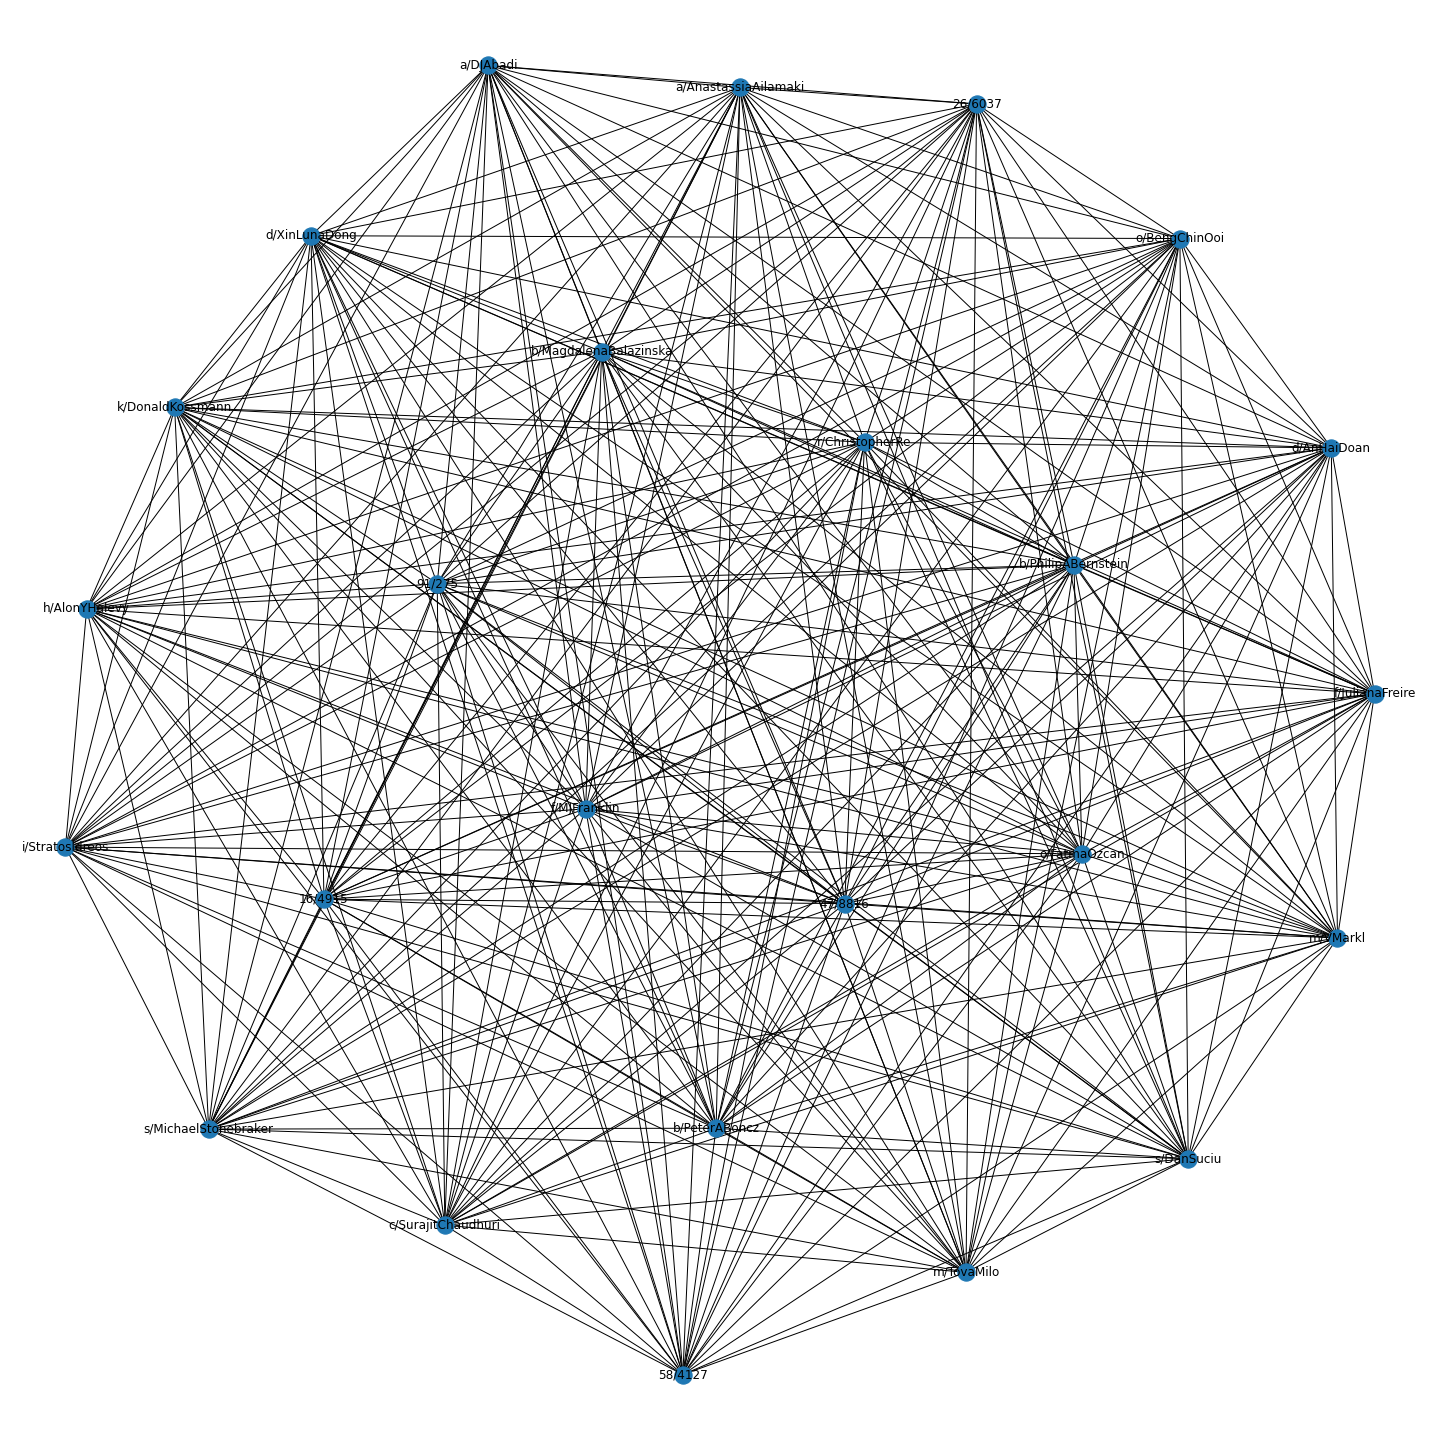 a/DJAbadi
a/AnastassiaAilamaki
26/6037
d/XinLunaDong
o/BengChinOoi
b/MagdalenaBalazinska
k/DonaldKossmann
r/ChristopherRe
d/AnHaiDoan
b/PhilipABernstein
91/275
h/AlonYHalevy
f/JulianaFreire
f/MJFranklin
i/StratosIdreos
o/FatmaOzcan
16/4915
47/8816
m/VMarkl
s/MichaelStonebraker
b/PeterABoncz
s/DanSuciu
c/SurajitChaudhuri
m/TovaMilo
58/4127